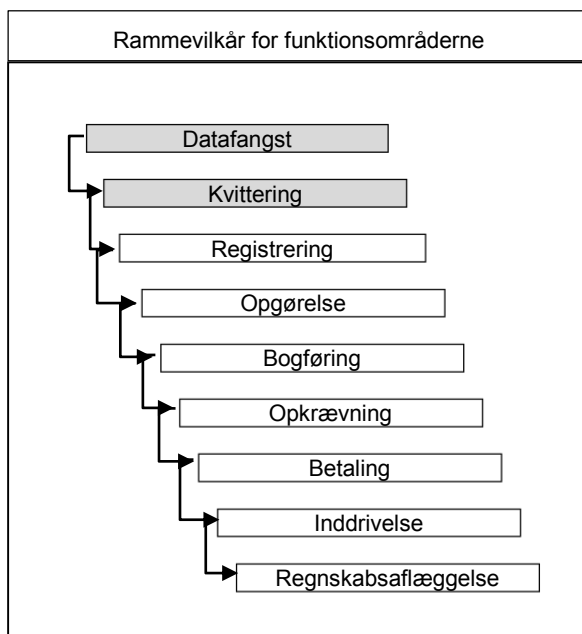 Rammevilkår for funktionsområderne
Datafangst
Kvittering
Registrering
Opgørelse
Bogføring
Opkrævning
Betaling
Inddrivelse
Regnskabsaflæggelse